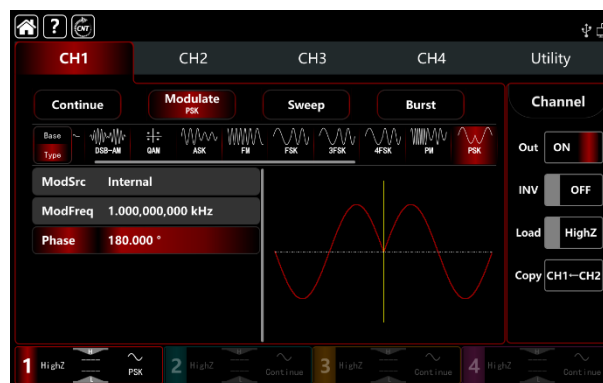 ? CNT
CH1 CH2 CH3 CH4 Utility
Continue Modulate Sweep Burst Channel
PSK
Base DSB-AM QAN ASK FM FSK 3FSK 4FSK PM PSK
Type
Out ON
ModSrc Internal
INV OFF
ModFreq 1.000,000,000 kHz
Phase 180.000 °
Load HighZ
Copy CH1←CH2
1 HighZ H L PSK
2 HighZ Continue
3 HighZ Continue
4 HighZ Continue